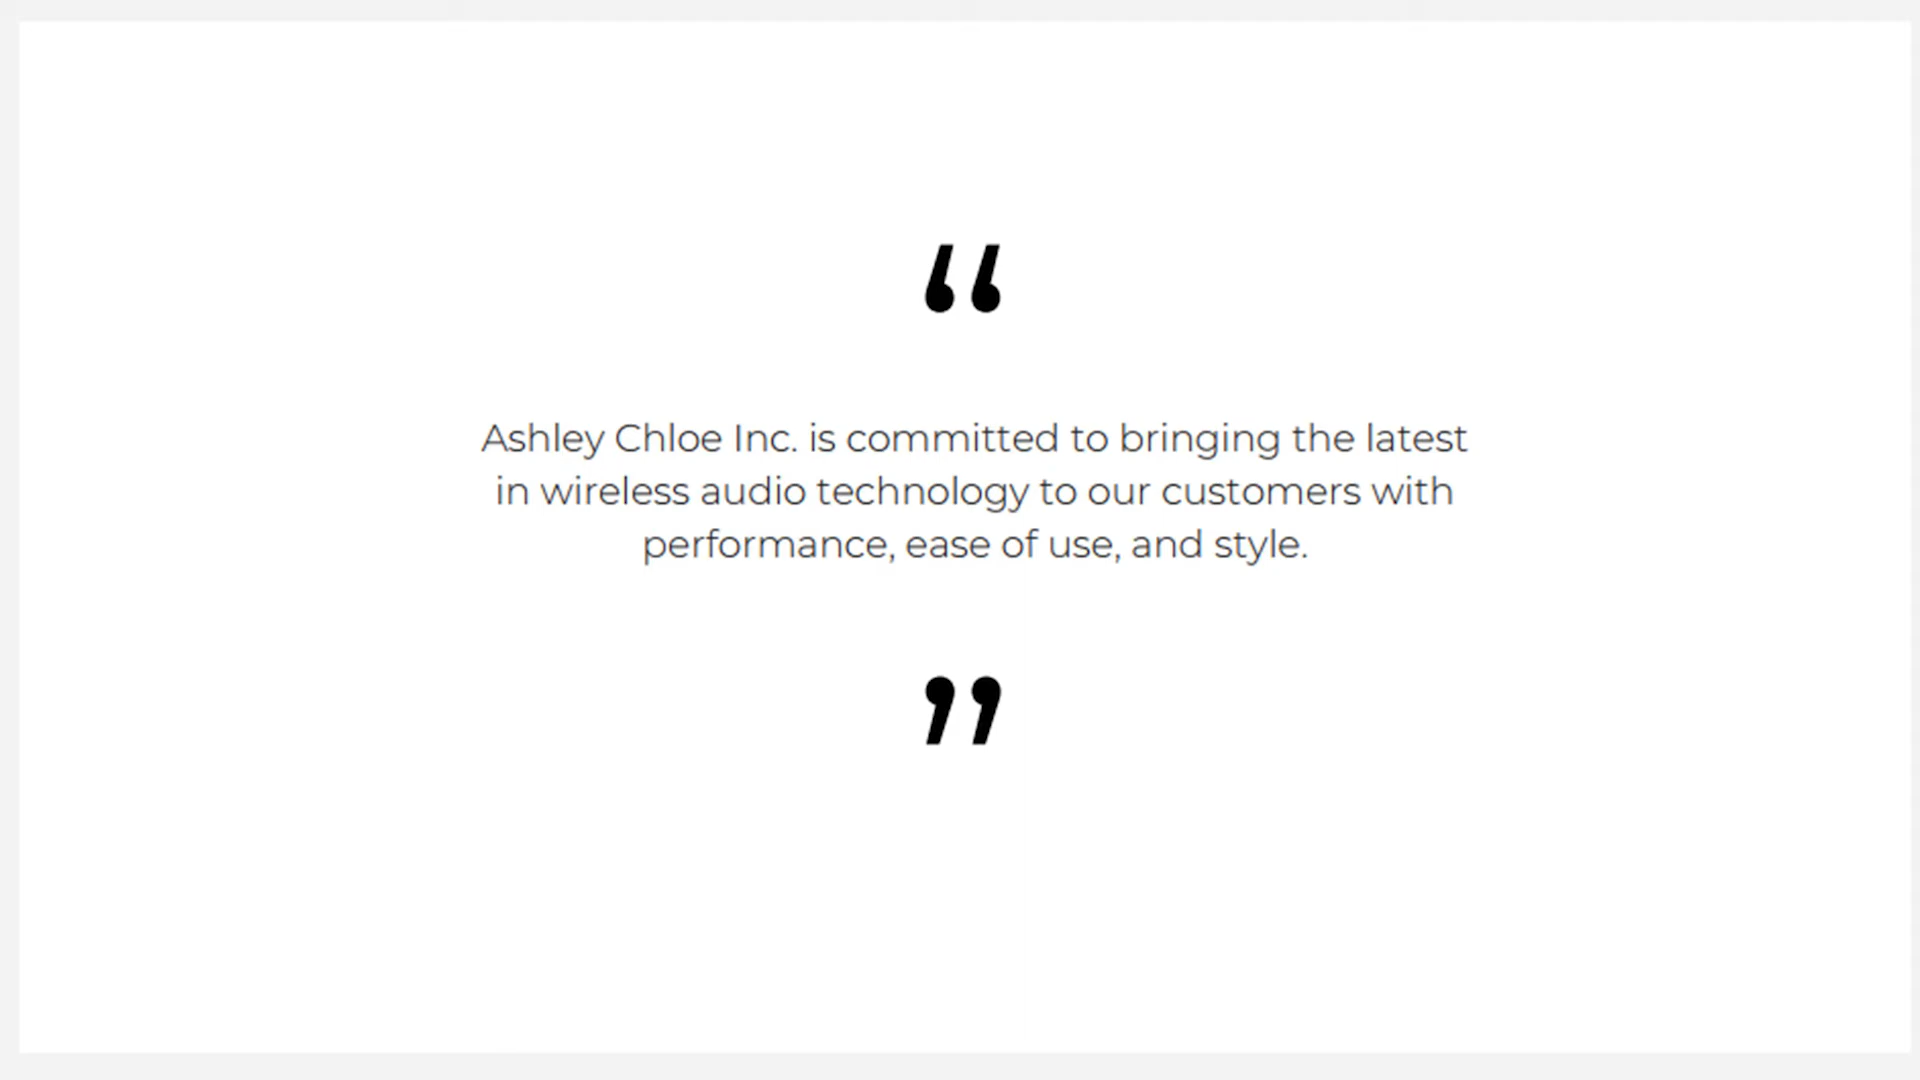 “
Ashley Chloe Inc. is committed to bringing the latest
in wireless audio technology to our customers with
performance, ease of use, and style.
”